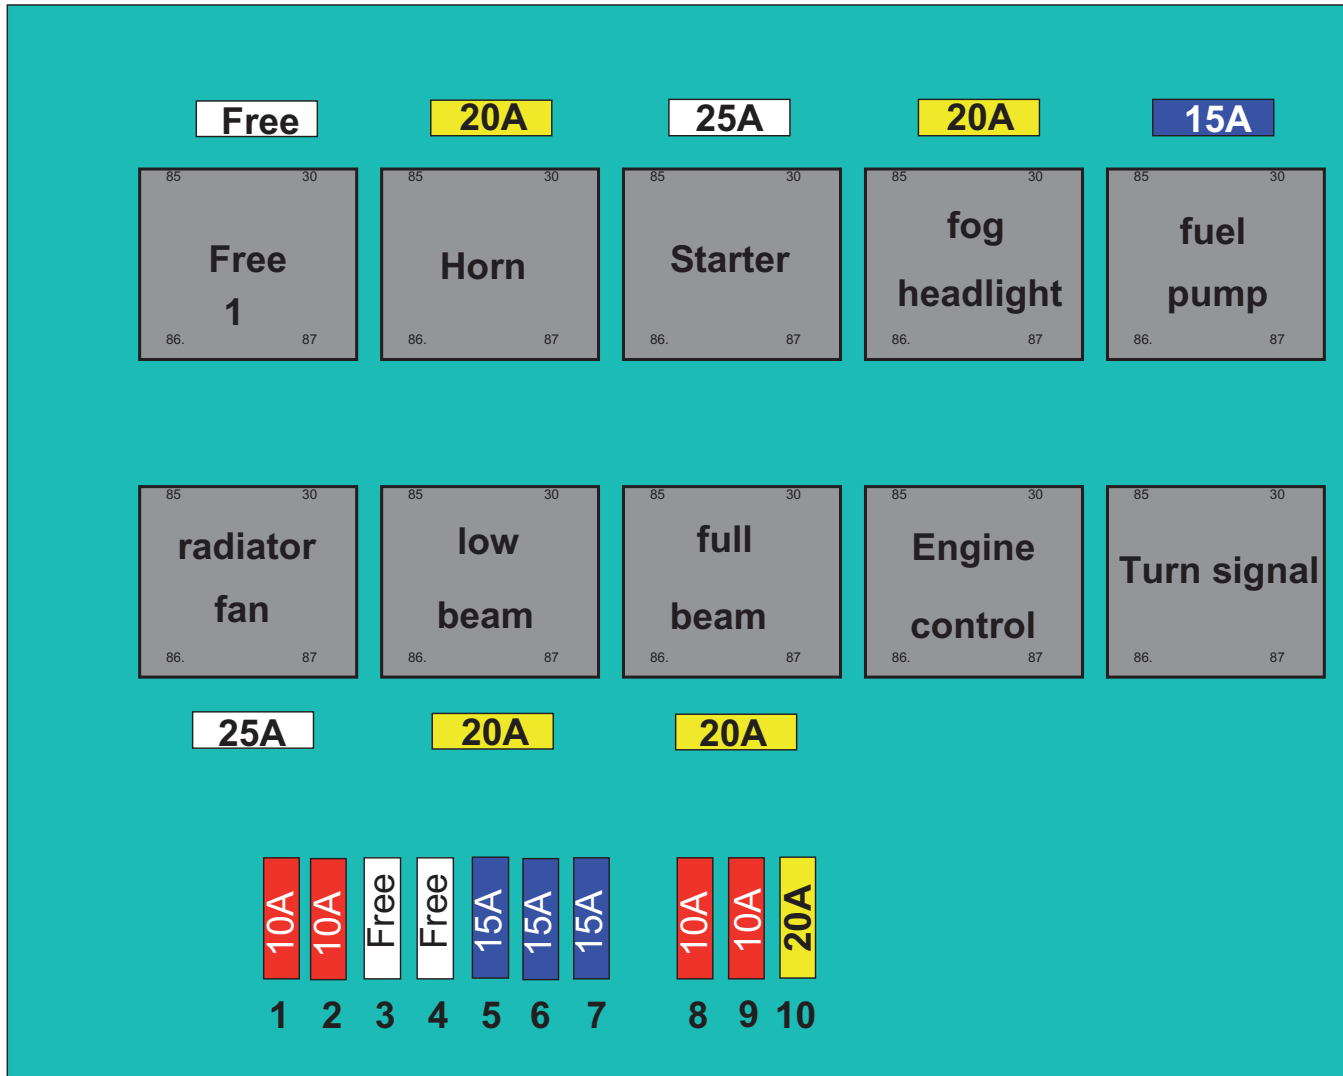 Free 20A 25A 20A 15A
85 30 85 30 85 30 85 30 85 30
Free
1
Horn
Starter
fog
headlight
fuel
pump
86. 87 86. 87 86. 87 86. 87 86. 87
85 30 85 30 85 30 85 30 85 30
radiator
fan
low
beam
full
beam
Engine
control
Turn signal
86. 87 86. 87 86. 87 86. 87 86. 87
25A 20A 20A
10A 10A Free Free 15A 15A 15A 10A 10A 20A
1 2 3 4 5 6 7 8 9 10